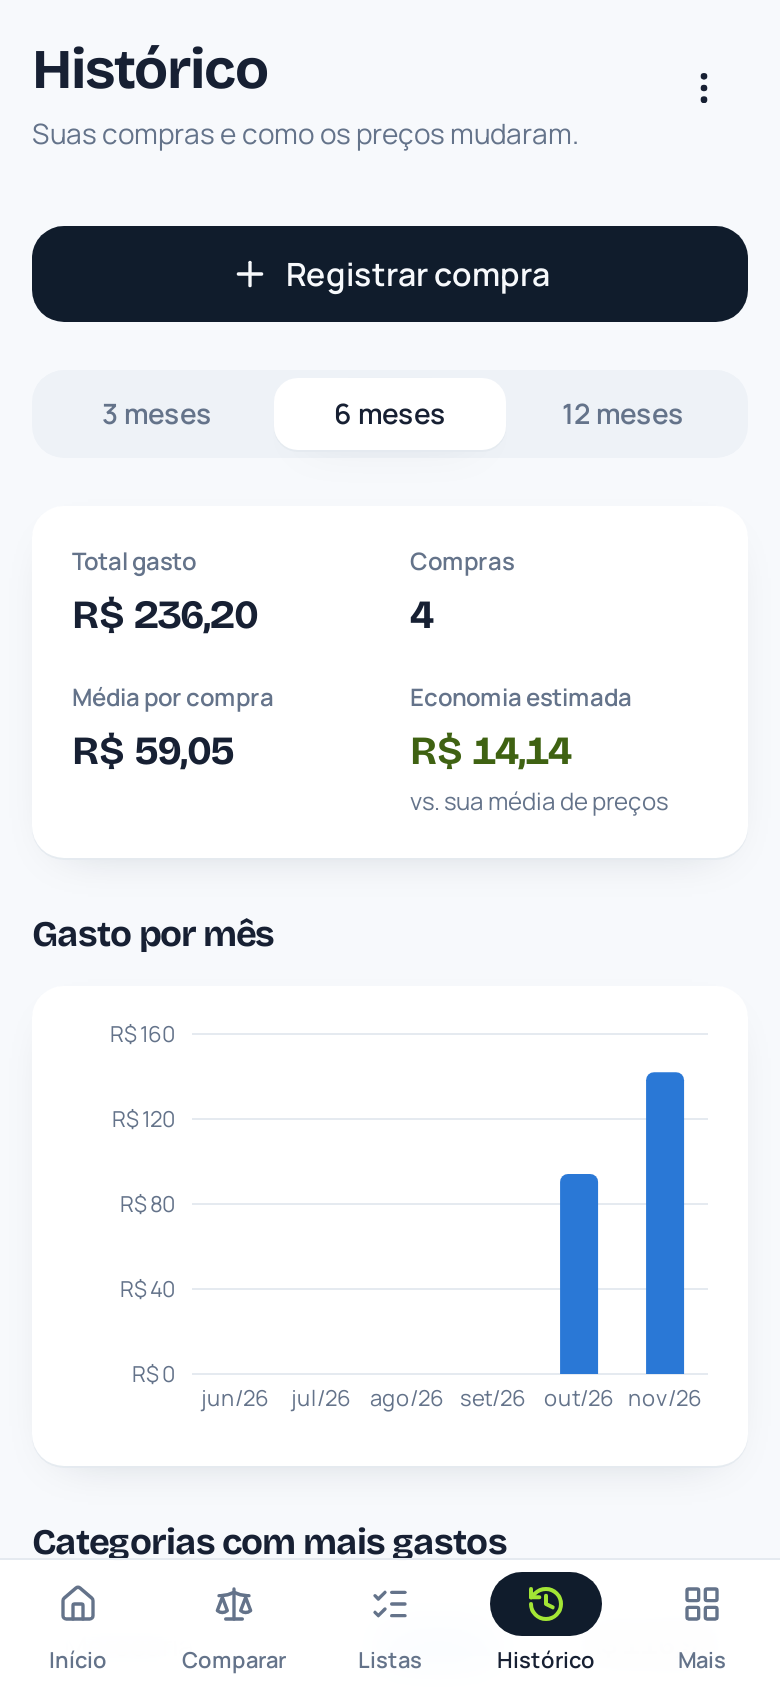 Histórico
Suas compras e como os preços mudaram.
Registrar compra
3 meses
6 meses
12 meses
Total gasto
R$ 236,20
Compras
4
Média por compra
R$ 59,05
Economia estimada
R$ 14,14
vs. sua média de preços
Gasto por mês
R$ 160
R$ 120
R$ 80
R$ 40
R$ 0
jun/26 jul/26 ago/26 set/26 out/26 nov/26
Categorias com mais gastos
Início
Comparar
Listas
Histórico
Mais